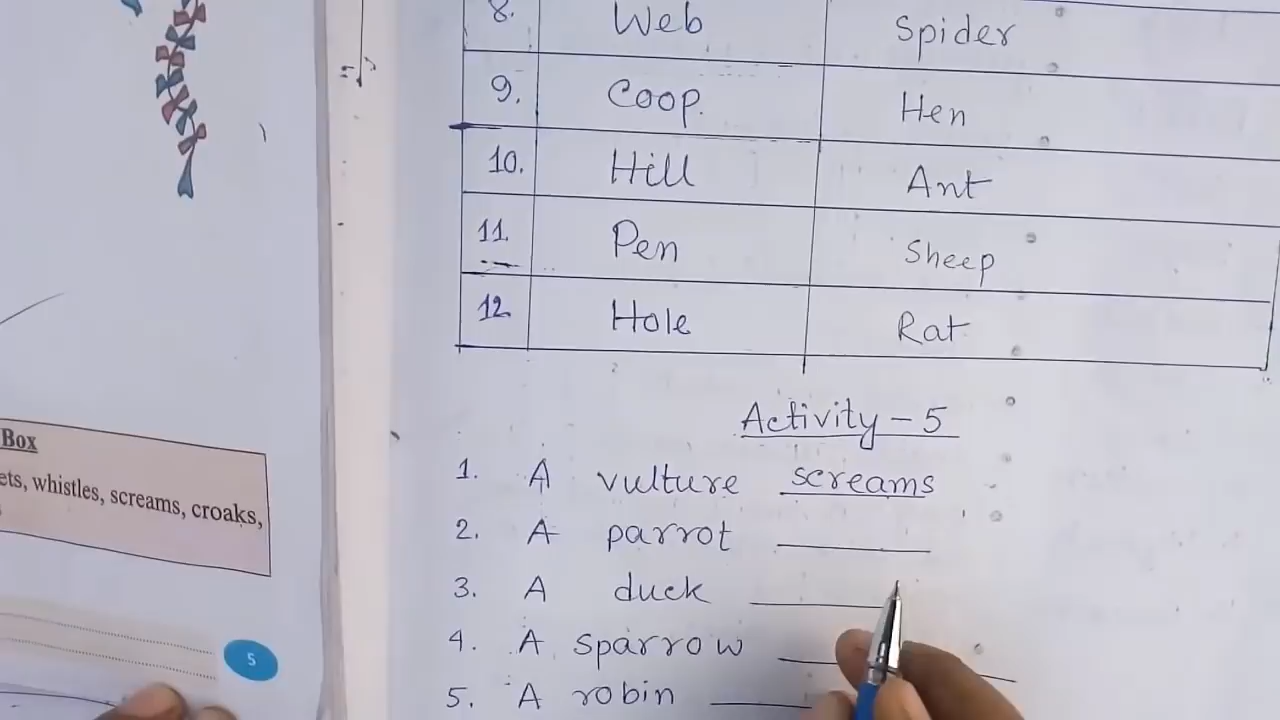 8. Web Spider
9. Coop. Hen
10. Hill Ant
11. Pen Sheep
12. Hole Rat
Activity - 5
1. A vulture screams
2. A parrot
3. A duck
4. A sparrow
5. A robin
Box
ets, whistles, screams, croaks,
5